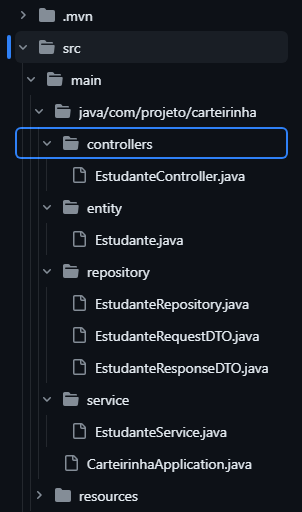 .mvn
src
main
java/com/projeto/carteirinha
controllers
EstudanteController.java
entity
Estudante.java
repository
EstudanteRepository.java
EstudanteRequestDTO.java
EstudanteResponseDTO.java
service
EstudanteService.java
CarteirinhaApplication.java
resources